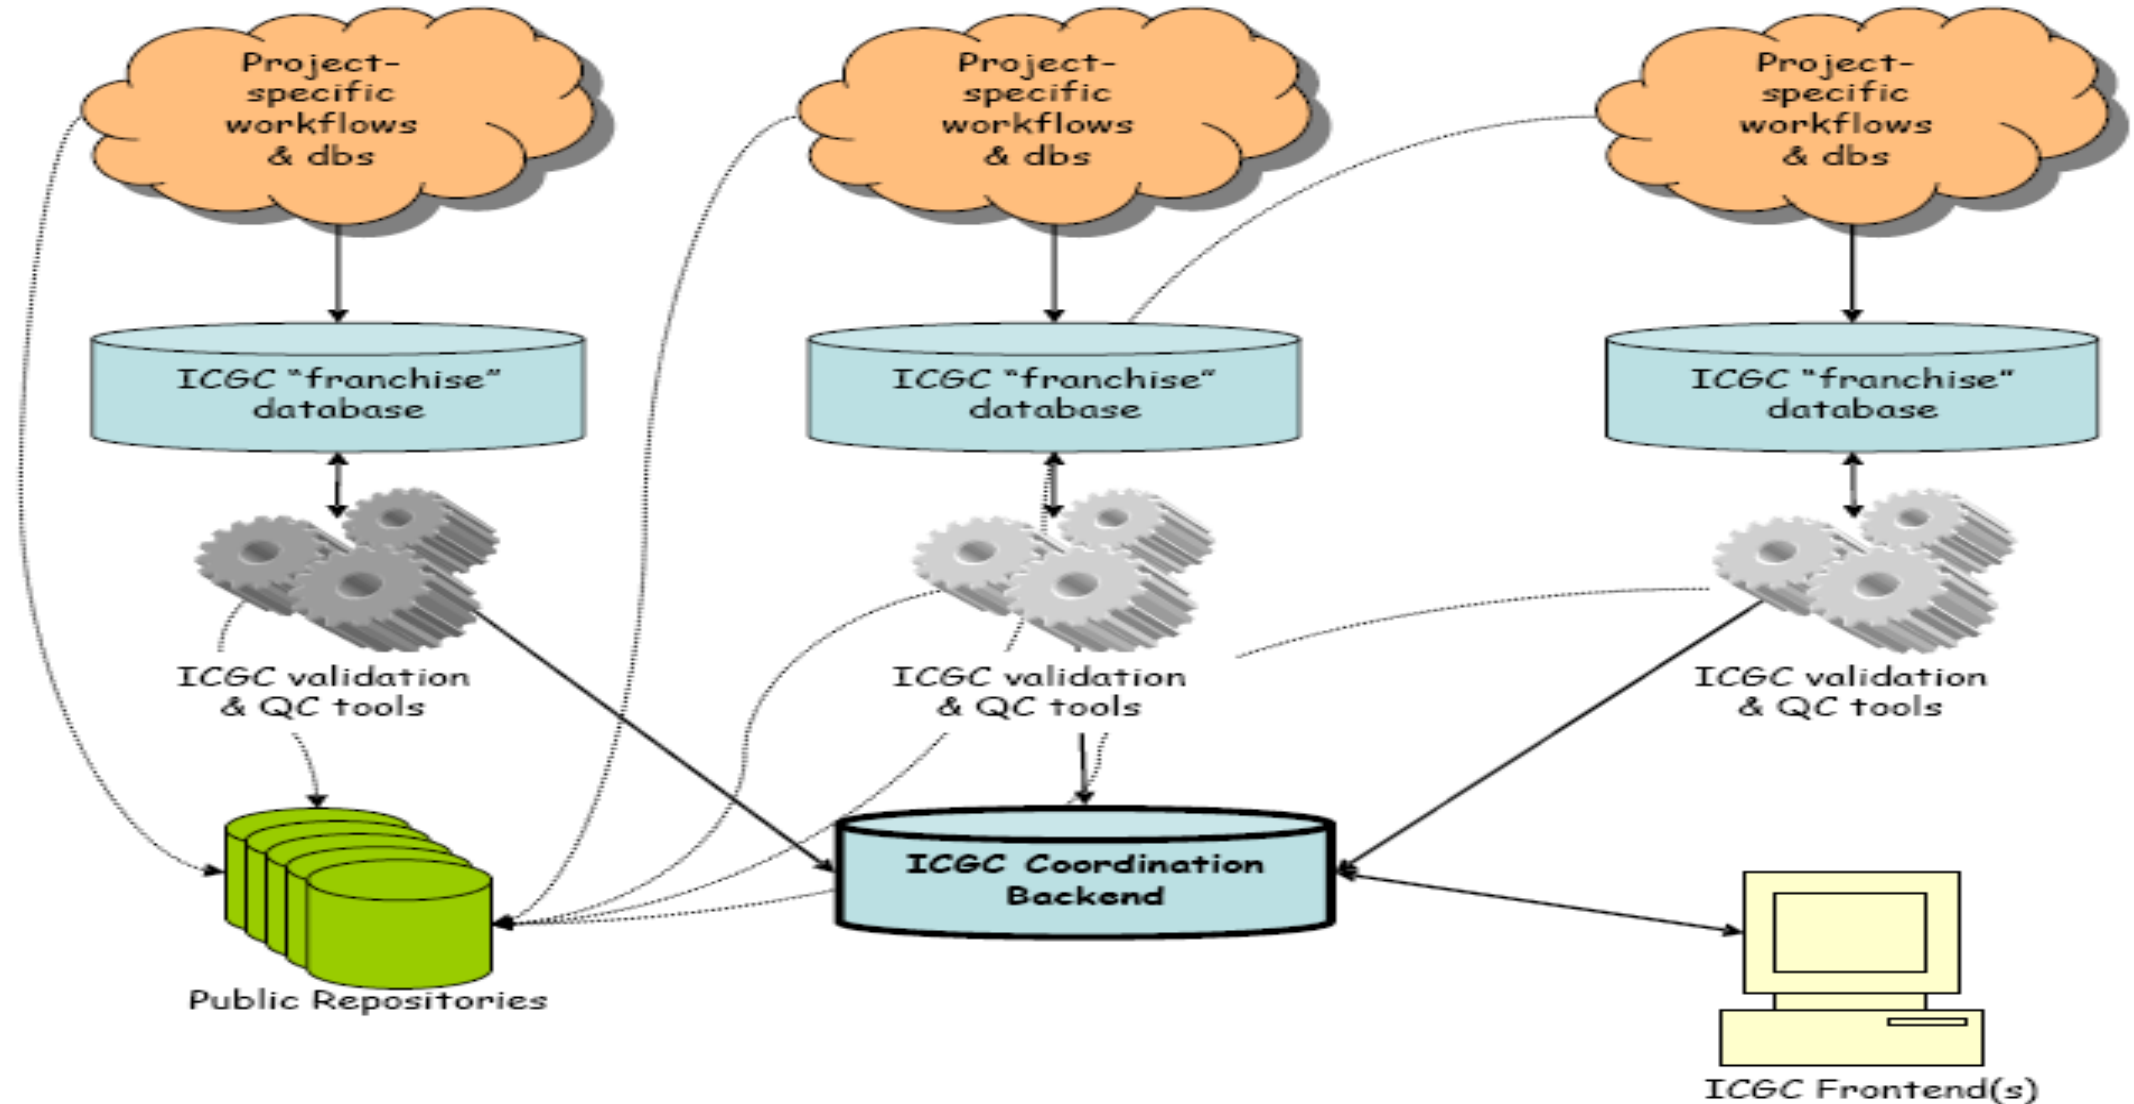 Project-
specific
workflows
& dbs
Project-
specific
workflows
& dbs
Project-
specific
workflows
& dbs
ICGC “franchise”
database
ICGC “franchise”
database
ICGC “franchise”
database
ICGC validation
& QC tools
ICGC validation
& QC tools
ICGC validation
& QC tools
ICGC Coordination
Backend
Public Repositories
ICGC Frontend(s)